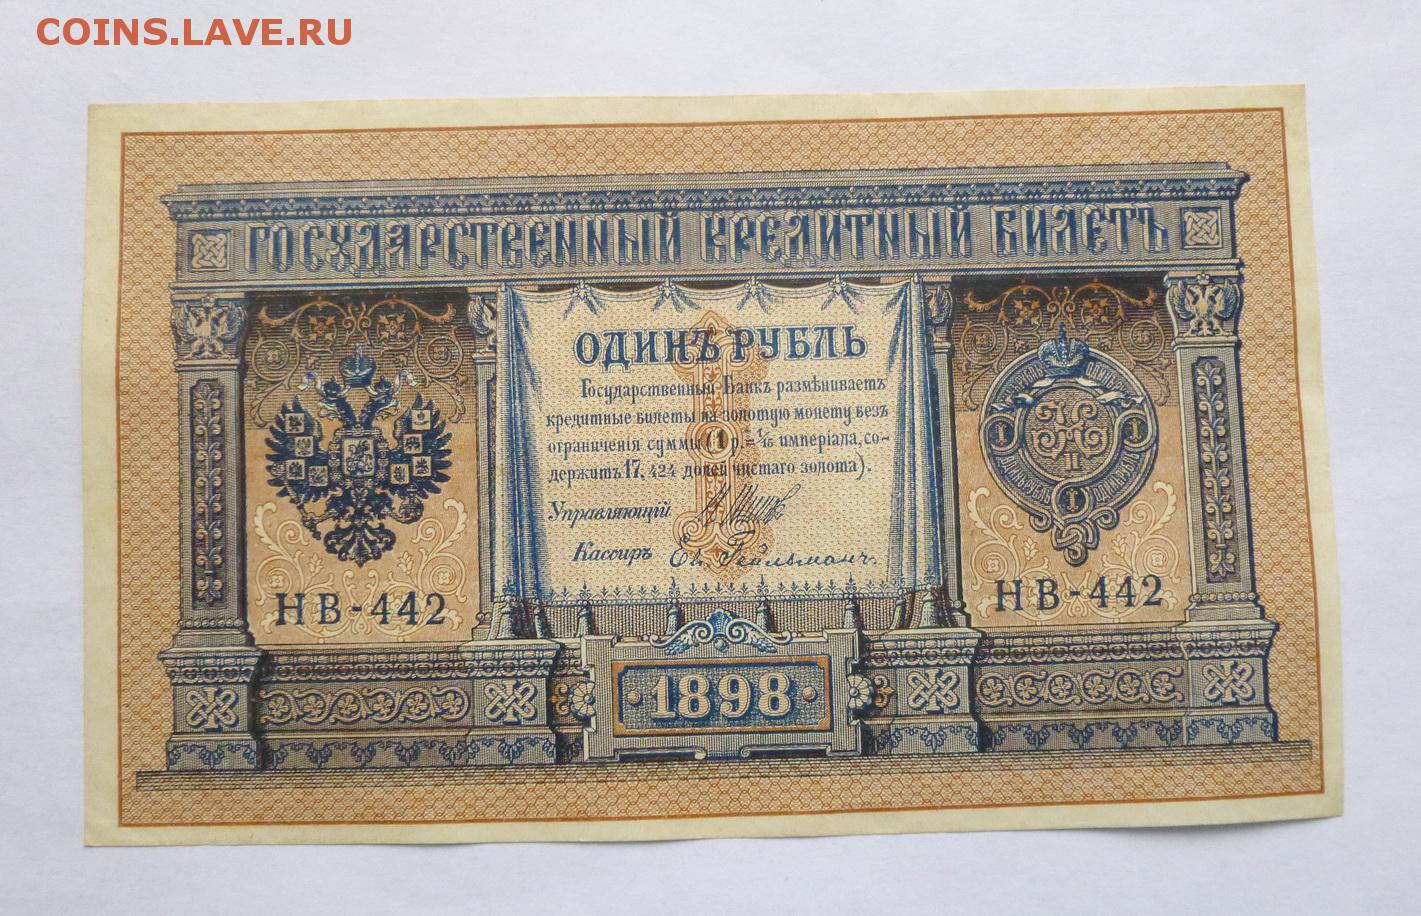 COINS.LAVE.RU
ГОСУДАРСТВЕННЫЙ КРЕДИТНЫЙ БИЛЕТЪ
ОДИНЪ РУБЛЬ
Государственный Банкъ размѣниваетъ
кредитные билеты на золотую монету безъ
ограниченія суммы (1 р.= 1/15 имперіала, со-
держитъ 17,424 долей чистаго золота).
Управляющій
Кассиръ Гейльманъ
НВ-442
НВ-442
1898